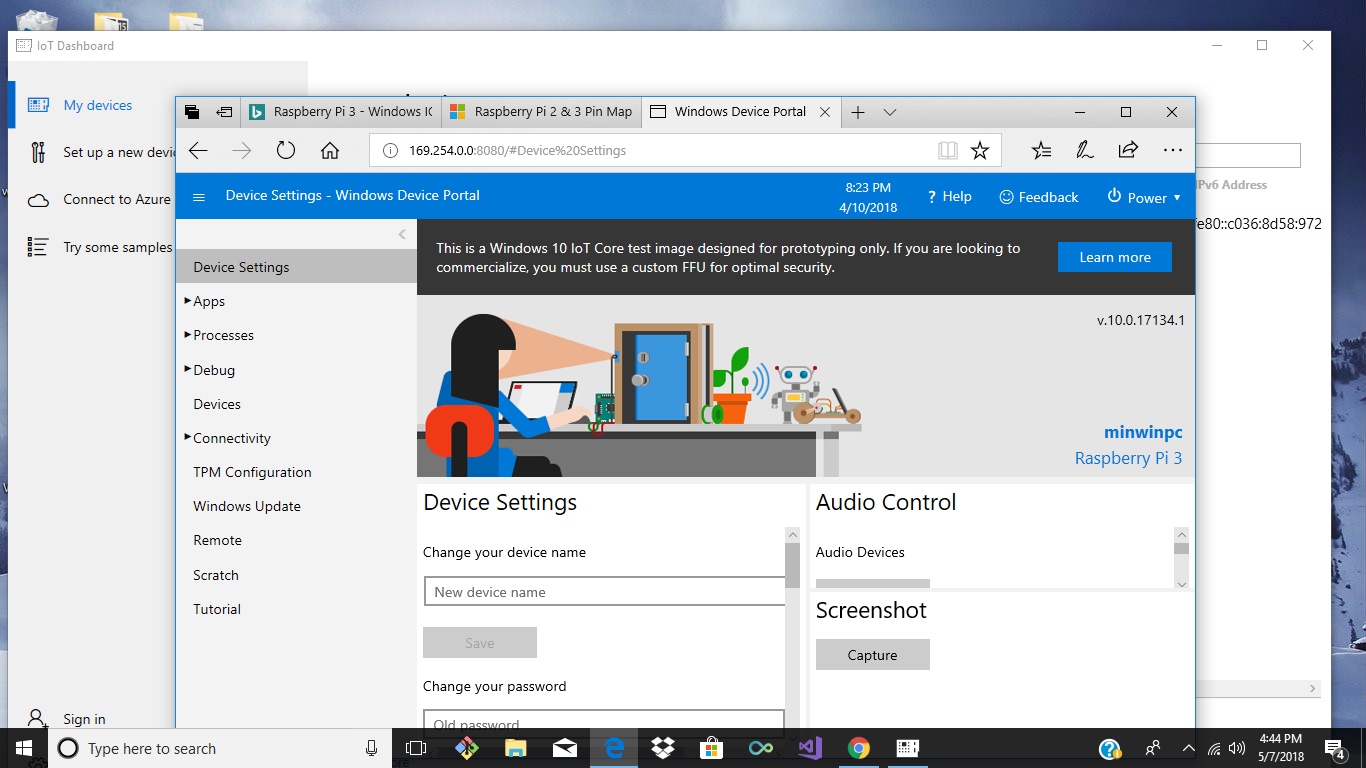 IoT Dashboard
My devices
Set up a new devic
Connect to Azure
Try some samples
Sign in
IPv6 Address
fe80::c036:8d58:972
Raspberry Pi 3 - Windows IO
Raspberry Pi 2 & 3 Pin Map
Windows Device Portal
169.254.0.0:8080/#Device%20Settings
Device Settings - Windows Device Portal
8:23 PM
4/10/2018
? Help
Feedback
Power
This is a Windows 10 IoT Core test image designed for prototyping only. If you are looking to
commercialize, you must use a custom FFU for optimal security.
Learn more
Device Settings
Apps
Processes
Debug
Devices
Connectivity
TPM Configuration
Windows Update
Remote
Scratch
Tutorial
v.10.0.17134.1
minwinpc
Raspberry Pi 3
Device Settings
Change your device name
New device name
Save
Change your password
Old password
Audio Control
Audio Devices
Screenshot
Capture
Type here to search
4:44 PM
5/7/2018
4